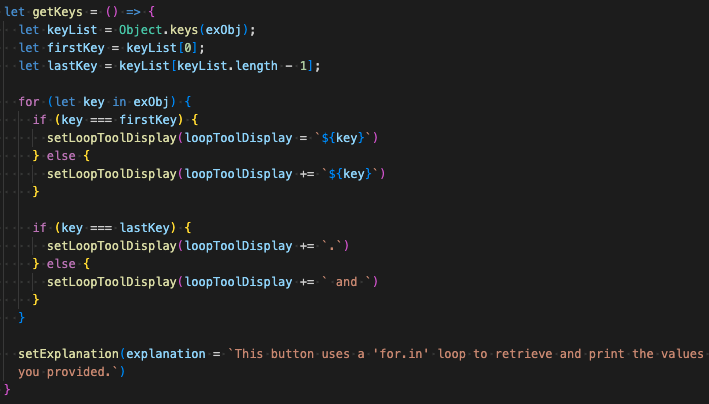 let getKeys = () => {
let keyList = Object.keys(exObj);
let firstKey = keyList[0];
let lastKey = keyList[keyList.length - 1];
for (let key in exObj) {
if (key === firstKey) {
setLoopToolDisplay(loopToolDisplay = `${key}`)
} else {
setLoopToolDisplay(loopToolDisplay += `${key}`)
}
if (key === lastKey) {
setLoopToolDisplay(loopToolDisplay += `.`)
} else {
setLoopToolDisplay(loopToolDisplay += ` and `)
}
}
setExplanation(explanation = `This button uses a 'for.in' loop to retrieve and print the values
you provided.`)
}